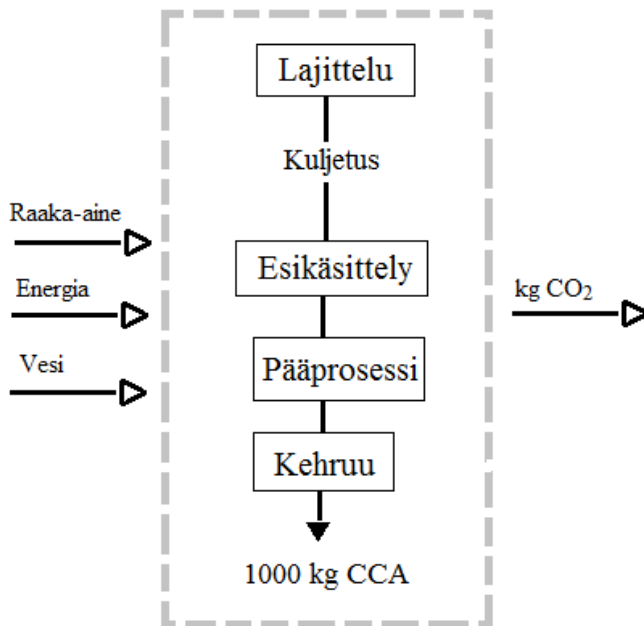 Lajittelu
Kuljetus
Raaka-aine
Esikäsittely
Energia
kg CO₂
Vesi
Pääprosessi
Kehruu
1000 kg CCA